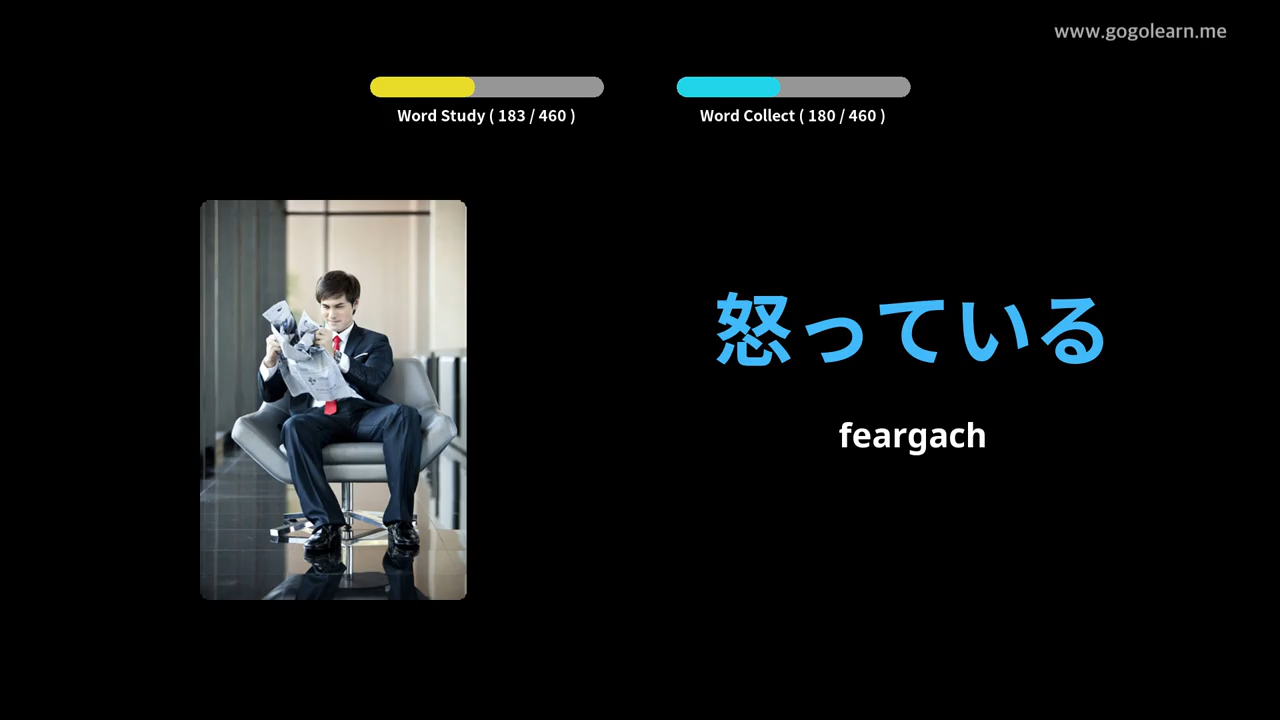 www.gogolearn.me
Word Study ( 183 / 460 )
Word Collect ( 180 / 460 )
怒っている
feargach